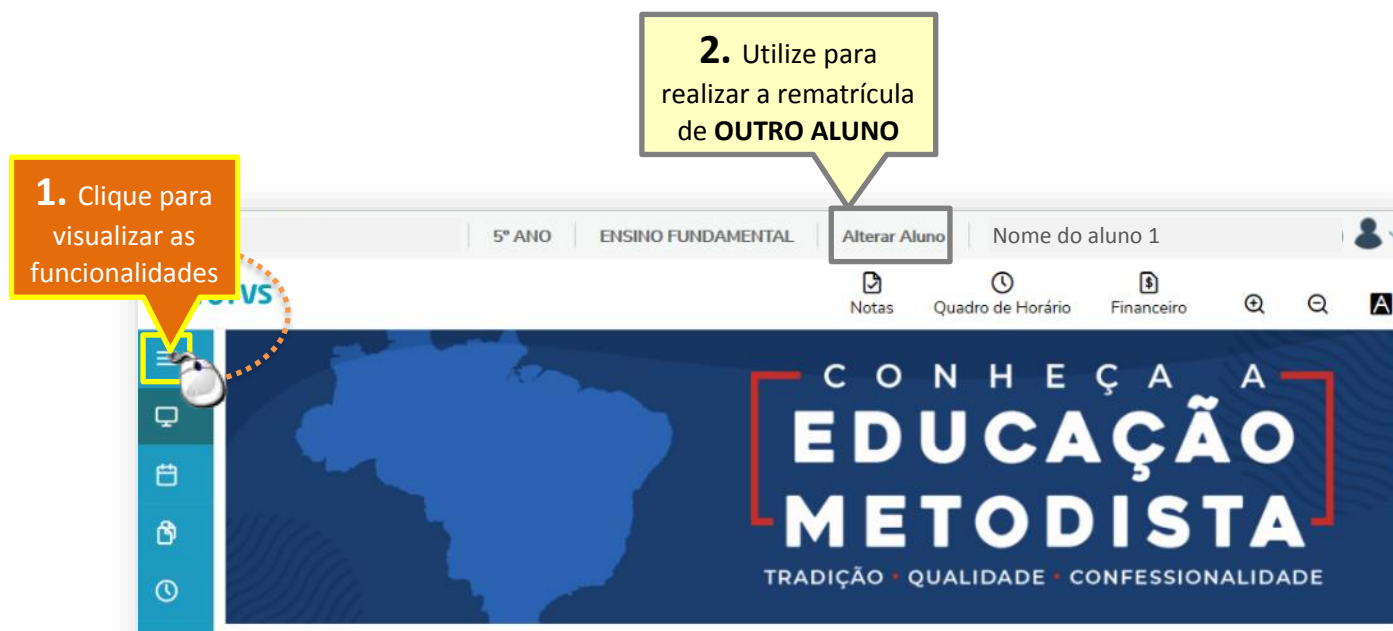 2. Utilize para
realizar a rematrícula
de OUTRO ALUNO
1. Clique para
visualizar as
funcionalidades
5º ANO
ENSINO FUNDAMENTAL
Alterar Aluno
Nome do aluno 1
VS
Notas
Quadro de Horário
Financeiro
A
CONHEÇA A
EDUCAÇÃO
METODISTA
TRADIÇÃO • QUALIDADE • CONFESSIONALIDADE